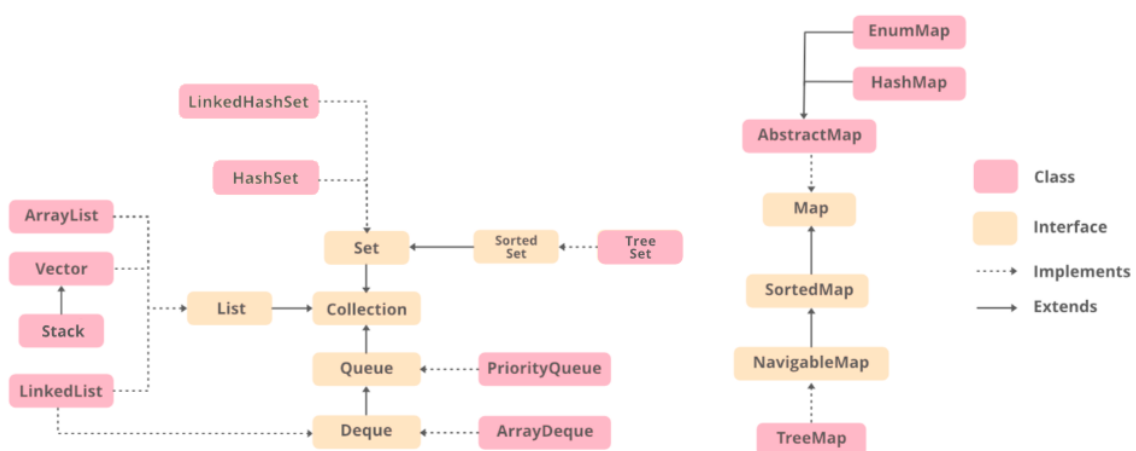 EnumMap
HashMap
LinkedHashSet
AbstractMap
HashSet
Class
ArrayList
Map
Interface
Set
Sorted
Set
Tree
Set
Vector
Implements
SortedMap
List
Collection
Extends
Stack
Queue
PriorityQueue
NavigableMap
LinkedList
Deque
ArrayDeque
TreeMap